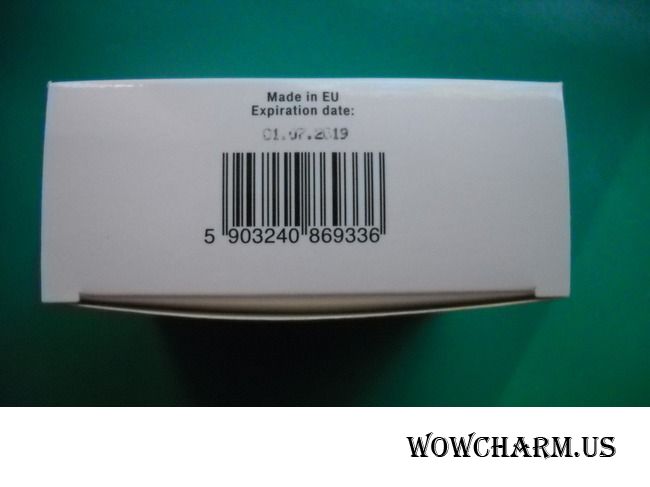 Made in EU
Expiration date:
01.07.2019
5 903240 869336
WOWCHARM.US